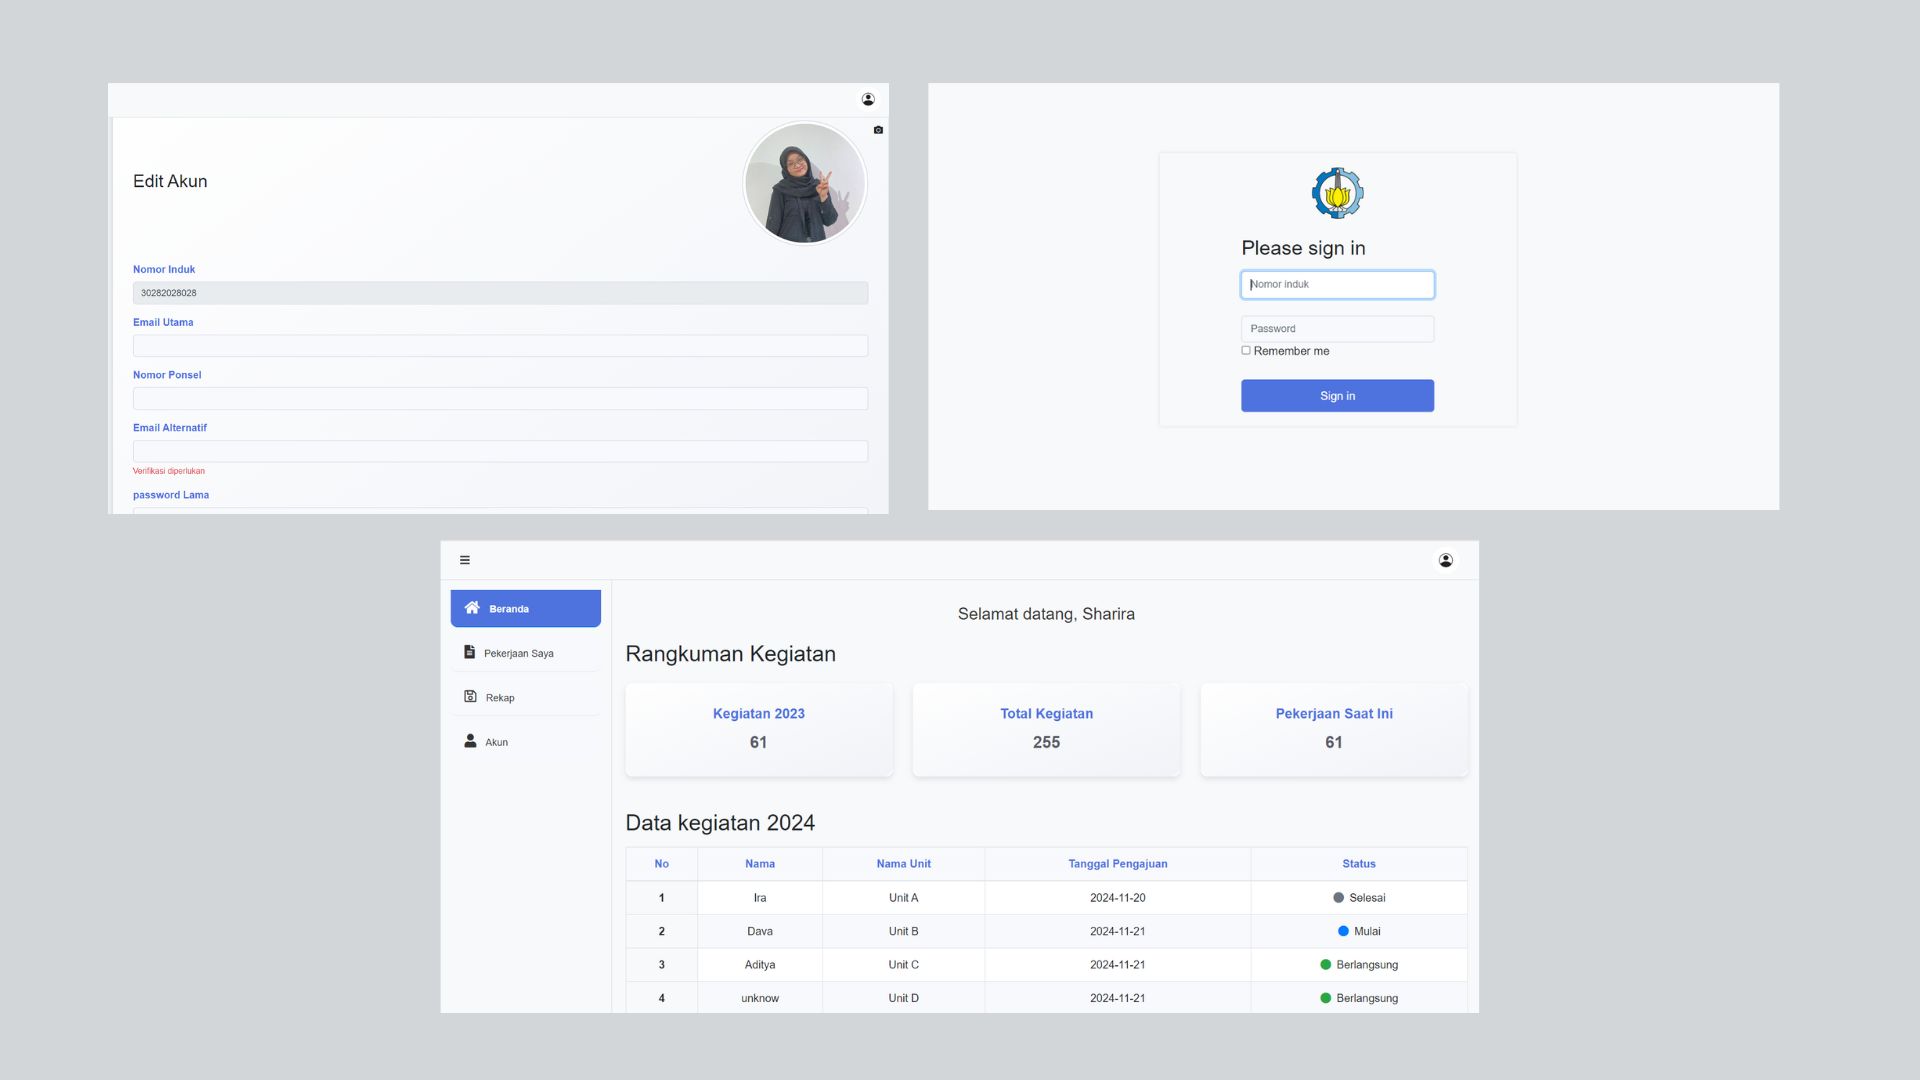 Edit Akun
Nomor Induk
30282028028
Email Utama
Nomor Ponsel
Email Alternatif
Verifikasi diperlukan
password Lama
Please sign in
Nomor induk
Password
Remember me
Sign in
Beranda
Pekerjaan Saya
Rekap
Akun
Selamat datang, Sharira
Rangkuman Kegiatan
Kegiatan 2023 Total Kegiatan Pekerjaan Saat Ini
61 255 61
Data kegiatan 2024
No Nama Nama Unit Tanggal Pengajuan Status
1 Ira Unit A 2024-11-20 Selesai
2 Dava Unit B 2024-11-21 Mulai
3 Aditya Unit C 2024-11-21 Berlangsung
4 unknow Unit D 2024-11-21 Berlangsung